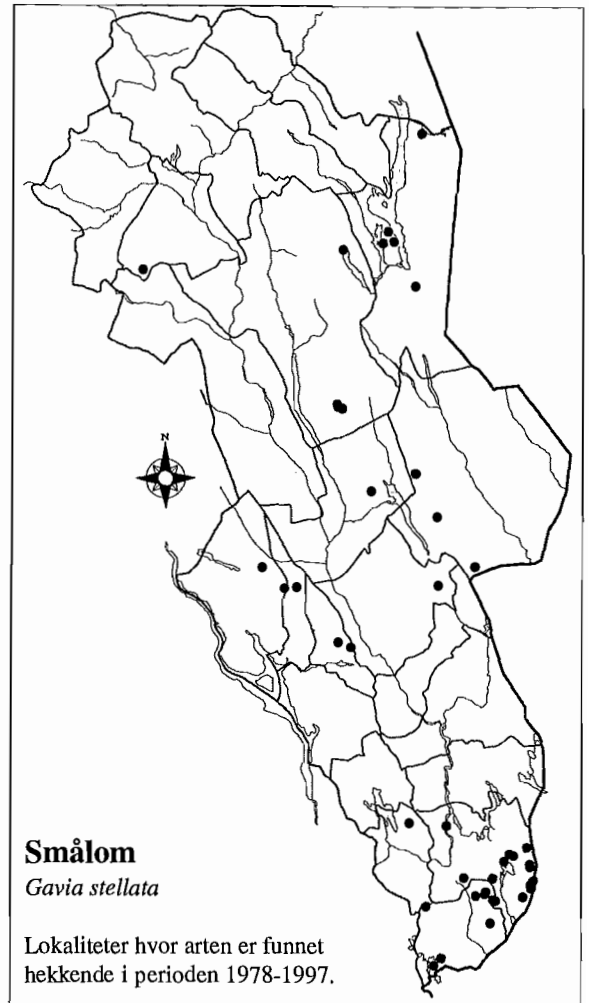 N
Smålom
Gavia stellata
Lokaliteter hvor arten er funnet
hekkende i perioden 1978-1997.